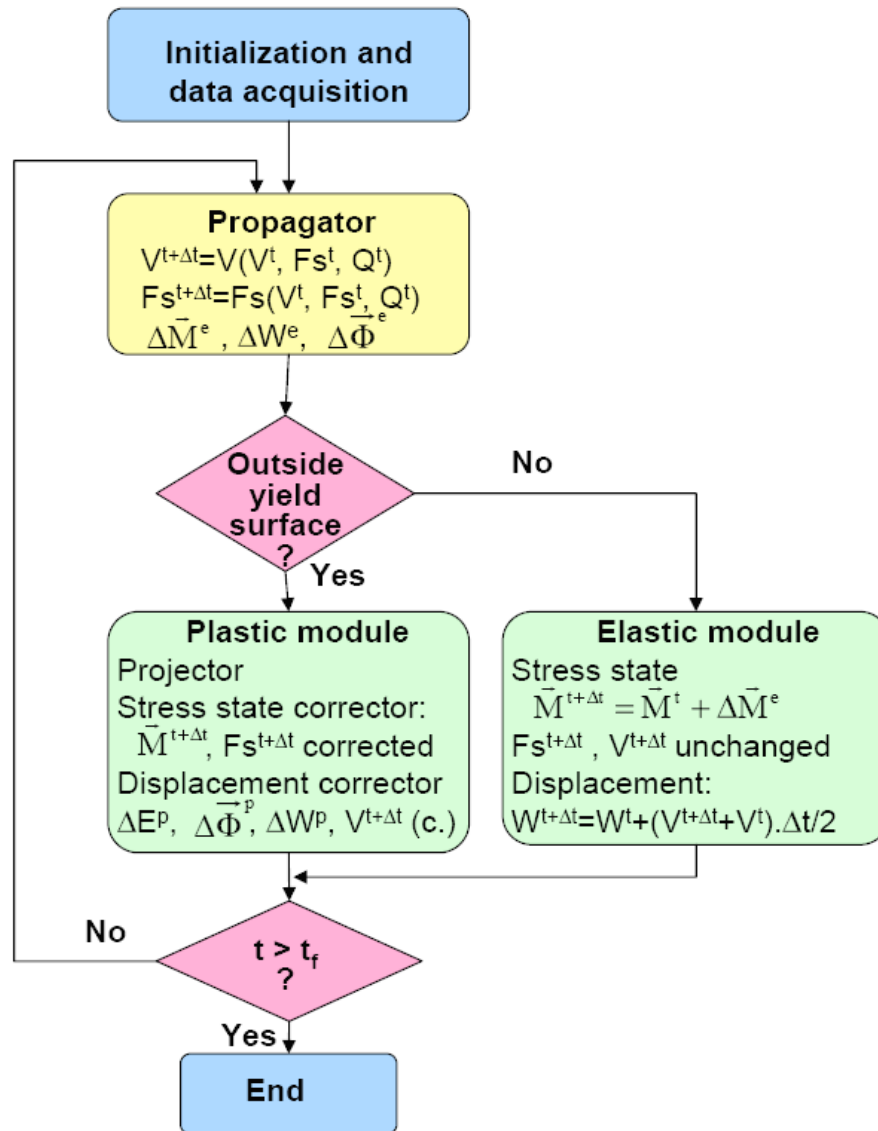 Initialization and
data acquisition
Propagator
V^{t+Δt}=V(V^t, Fs^t, Q^t)
Fs^{t+Δt}=Fs(V^t, Fs^t, Q^t)
ΔM⃗^e , ΔW^e, ΔΦ⃗^e
Outside
yield
surface
?
No
Yes
Plastic module
Projector
Stress state corrector:
M⃗^{t+Δt}, Fs^{t+Δt} corrected
Displacement corrector
ΔE^p, ΔΦ⃗^p, ΔW^p, V^{t+Δt} (c.)
Elastic module
Stress state
M⃗^{t+Δt} = M⃗^t + ΔM⃗^e
Fs^{t+Δt} , V^{t+Δt} unchanged
Displacement:
W^{t+Δt}=W^t+(V^{t+Δt}+V^t).Δt/2
No
t > t_f
?
Yes
End